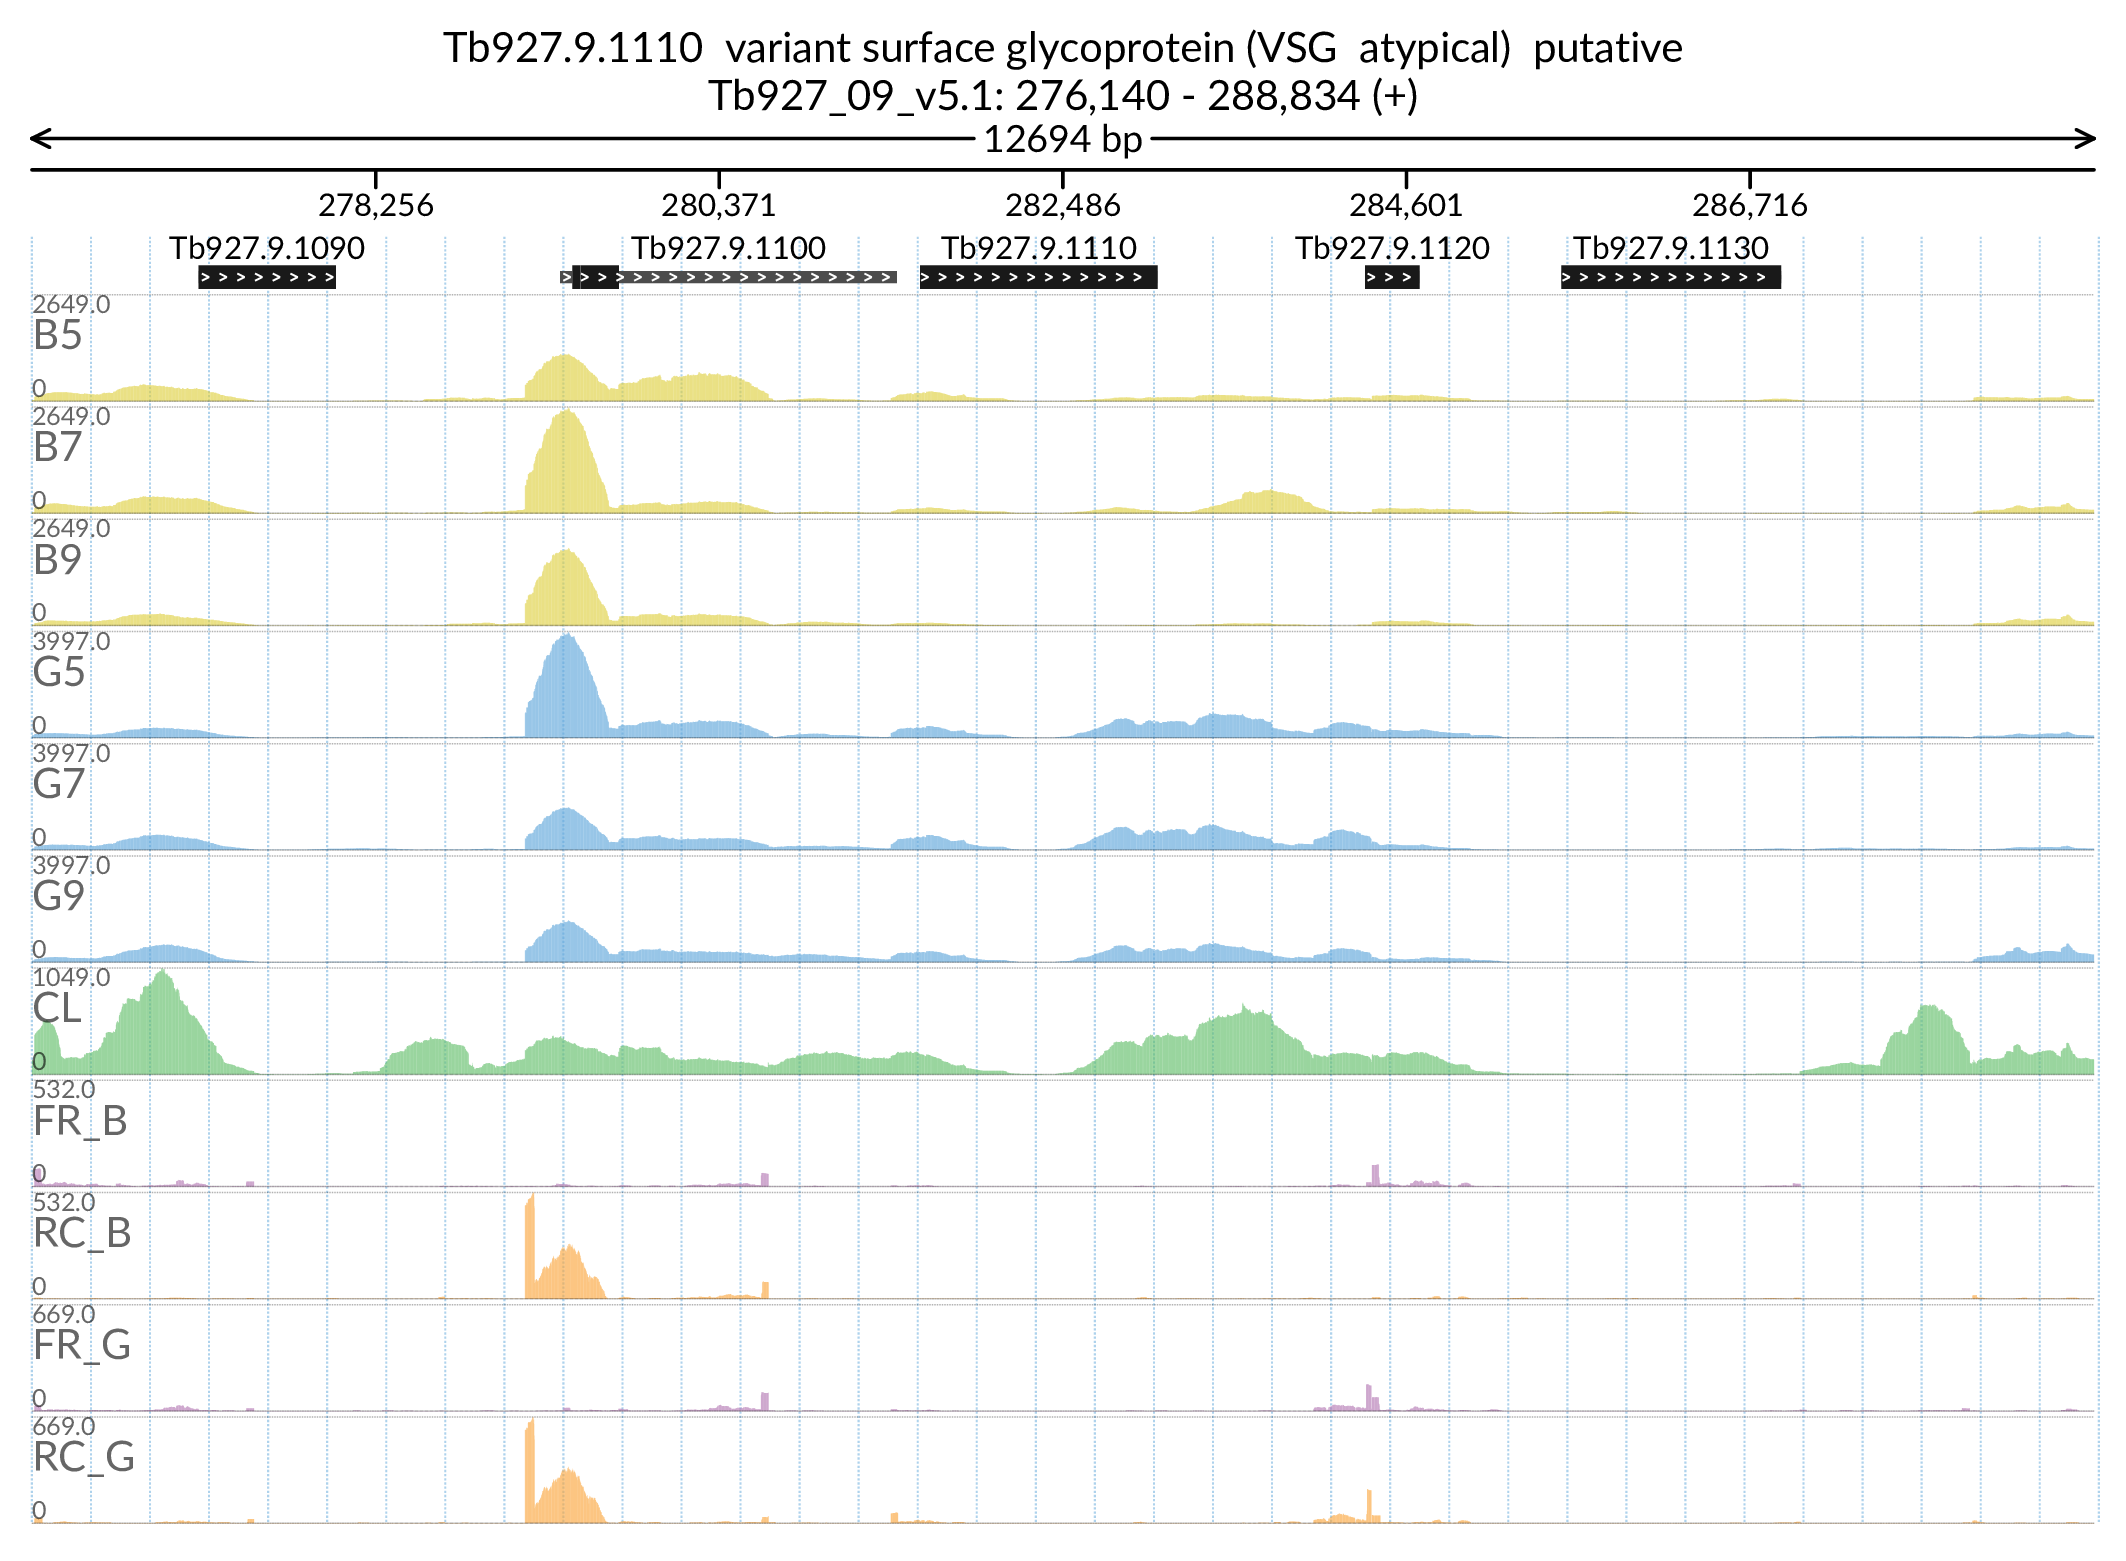 Tb927.9.1110 variant surface glycoprotein (VSG atypical) putative
Tb927_09_v5.1: 276,140 - 288,834 (+)
12694 bp
278,256 280,371 282,486 284,601 286,716
Tb927.9.1090 Tb927.9.1100 Tb927.9.1110 Tb927.9.1120 Tb927.9.1130
2649.0
B5
0
2649.0
B7
0
2649.0
B9
0
3997.0
G5
0
3997.0
G7
0
3997.0
G9
0
1049.0
CL
0
532.0
FR_B
0
532.0
RC_B
0
669.0
FR_G
0
669.0
RC_G
0